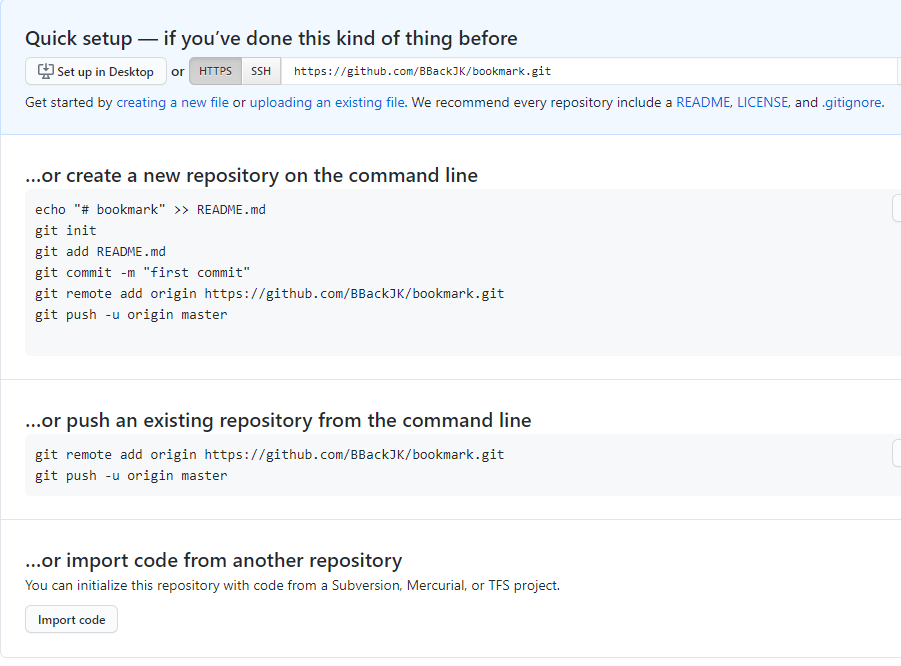 Quick setup — if you’ve done this kind of thing before
Set up in Desktop or HTTPS SSH https://github.com/BBackJK/bookmark.git
Get started by creating a new file or uploading an existing file. We recommend every repository include a README, LICENSE, and .gitignore.
…or create a new repository on the command line
echo "# bookmark" >> README.md
git init
git add README.md
git commit -m "first commit"
git remote add origin https://github.com/BBackJK/bookmark.git
git push -u origin master
…or push an existing repository from the command line
git remote add origin https://github.com/BBackJK/bookmark.git
git push -u origin master
…or import code from another repository
You can initialize this repository with code from a Subversion, Mercurial, or TFS project.
Import code